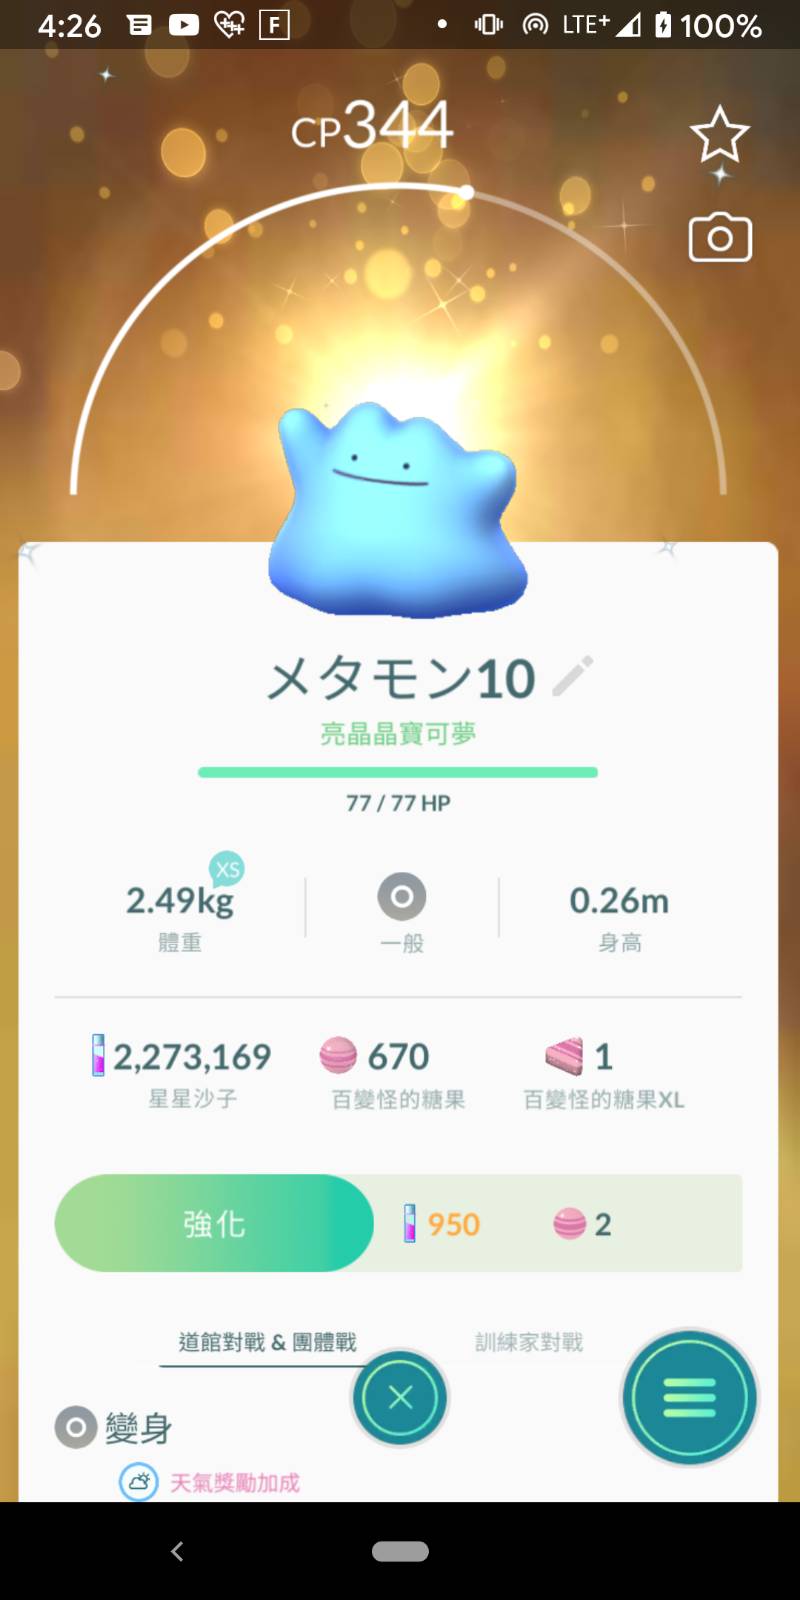 4:26
F
LTE+
100%
CP344
メタモン10
亮晶晶寶可夢
77 / 77 HP
XS
2.49kg
體重
一般
0.26m
身高
2,273,169
星星沙子
670
百變怪的糖果
1
百變怪的糖果XL
強化
950
2
道館對戰 & 團體戰
訓練家對戰
變身
天氣獎勵加成